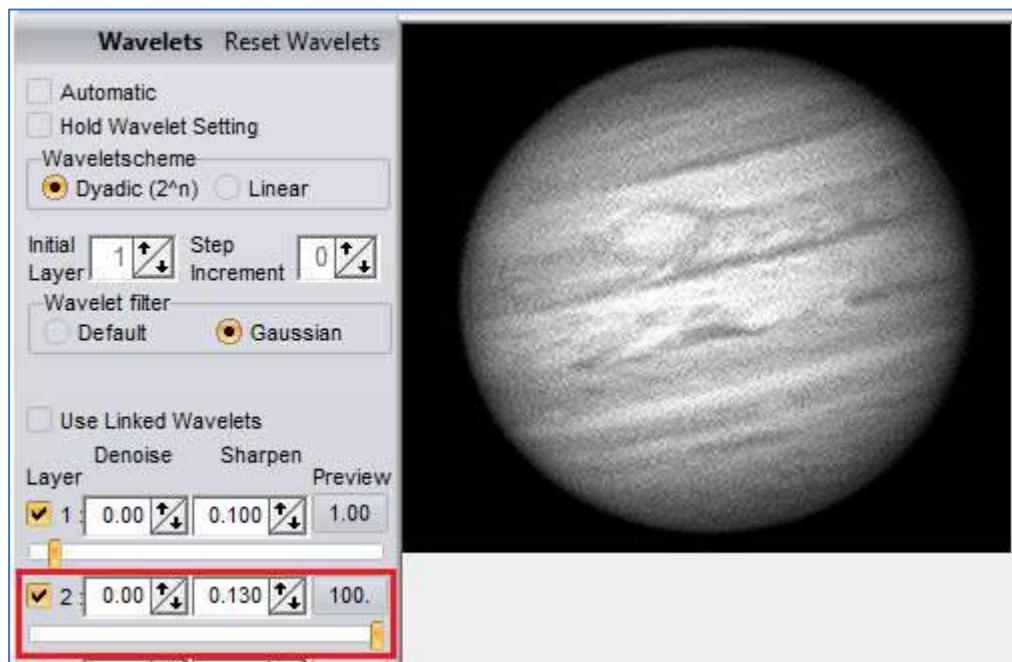 Wavelets Reset Wavelets
Automatic
Hold Wavelet Setting
Waveletscheme
Dyadic (2^n) Linear
Initial Layer 1 Step Increment 0
Wavelet filter
Default Gaussian
Use Linked Wavelets
Denoise Sharpen
Layer Preview
1 : 0.00 0.100 1.00
2 : 0.00 0.130 100.